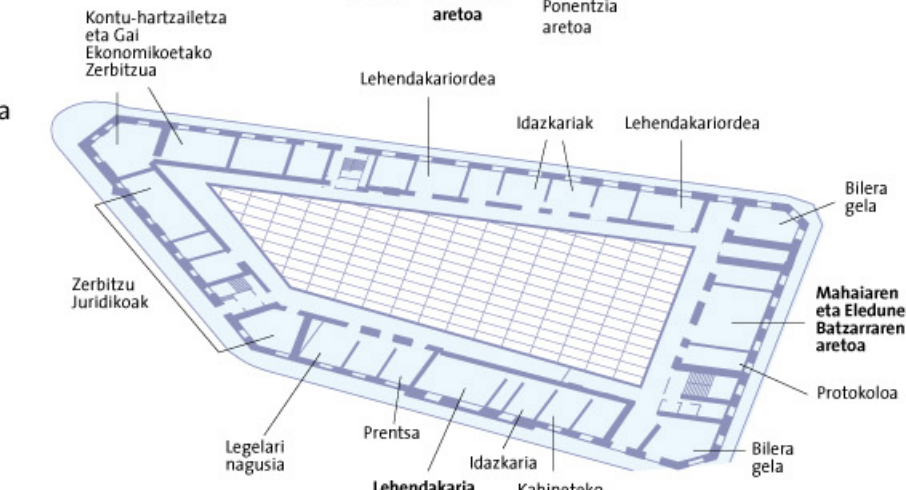 aretoa
Ponentzia
aretoa
Kontu-hartzailetza
eta Gai
Ekonomikoetako
Zerbitzua
a
Lehendakariordea
Idazkariak
Lehendakariordea
Bilera
gela
Zerbitzu
Juridikoak
Mahaiaren
eta Eledune
Batzarraren
aretoa
Protokoloa
Legelari
nagusia
Prentsa
Idazkaria
Bilera
gela
Lehendakaria
Kabineteko